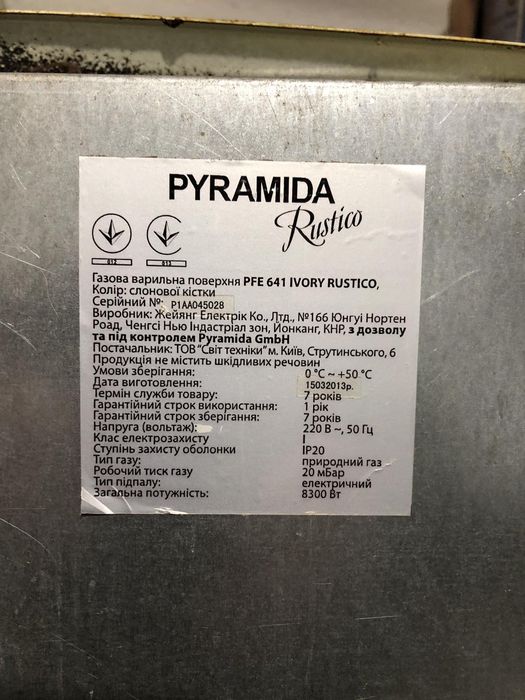 PYRAMIDA
Rustico
012
013
Газова варильна поверхня PFE 641 IVORY RUSTICO,
Колір: слонової кістки
Серійний №: P1AA045028
Виробник: Жейянг Електрік Ко., Лтд., №166 Юнгуі Нортен
Роад, Ченгсі Нью Індастріал зон, Йонканг, КНР, з дозволу
та під контролем Pyramida GmbH
Постачальник: ТОВ "Світ техніки" м. Київ, Струтинського, 6
Продукція не містить шкідливих речовин
Умови зберігання: 0 °C ~ +50 °C
Дата виготовлення: 15032013р.
Термін служби товару: 7 років
Гарантійний строк використання: 1 рік
Гарантійний строк зберігання: 7 років
Напруга (вольтаж): 220 В ~, 50 Гц
Клас електрозахисту I
Ступінь захисту оболонки IP20
Тип газу: природний газ
Робочий тиск газу 20 мБар
Тип підпалу: електричний
Загальна потужність: 8300 Вт